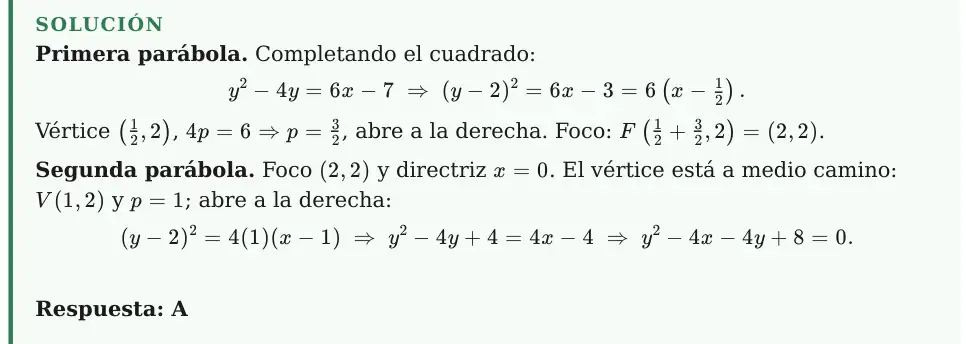 SOLUCIÓN
Primera parábola. Completando el cuadrado:
y² − 4y = 6x − 7 ⇒ (y − 2)² = 6x − 3 = 6 (x − 1/2) .
Vértice (1/2, 2), 4p = 6 ⇒ p = 3/2, abre a la derecha. Foco: F (1/2 + 3/2, 2) = (2, 2).
Segunda parábola. Foco (2, 2) y directriz x = 0. El vértice está a medio camino:
V(1, 2) y p = 1; abre a la derecha:
(y − 2)² = 4(1)(x − 1) ⇒ y² − 4y + 4 = 4x − 4 ⇒ y² − 4x − 4y + 8 = 0.
Respuesta: A